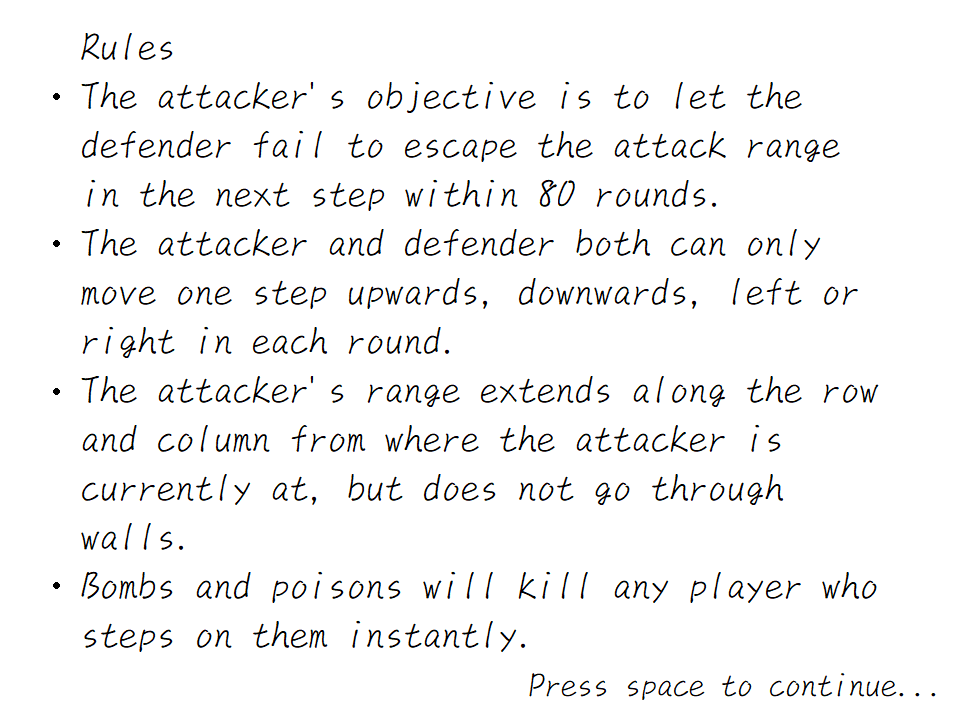 Rules
• The attacker's objective is to let the
defender fail to escape the attack range
in the next step within 80 rounds.
• The attacker and defender both can only
move one step upwards, downwards, left or
right in each round.
• The attacker's range extends along the row
and column from where the attacker is
currently at, but does not go through
walls.
• Bombs and poisons will kill any player who
steps on them instantly.
Press space to continue...